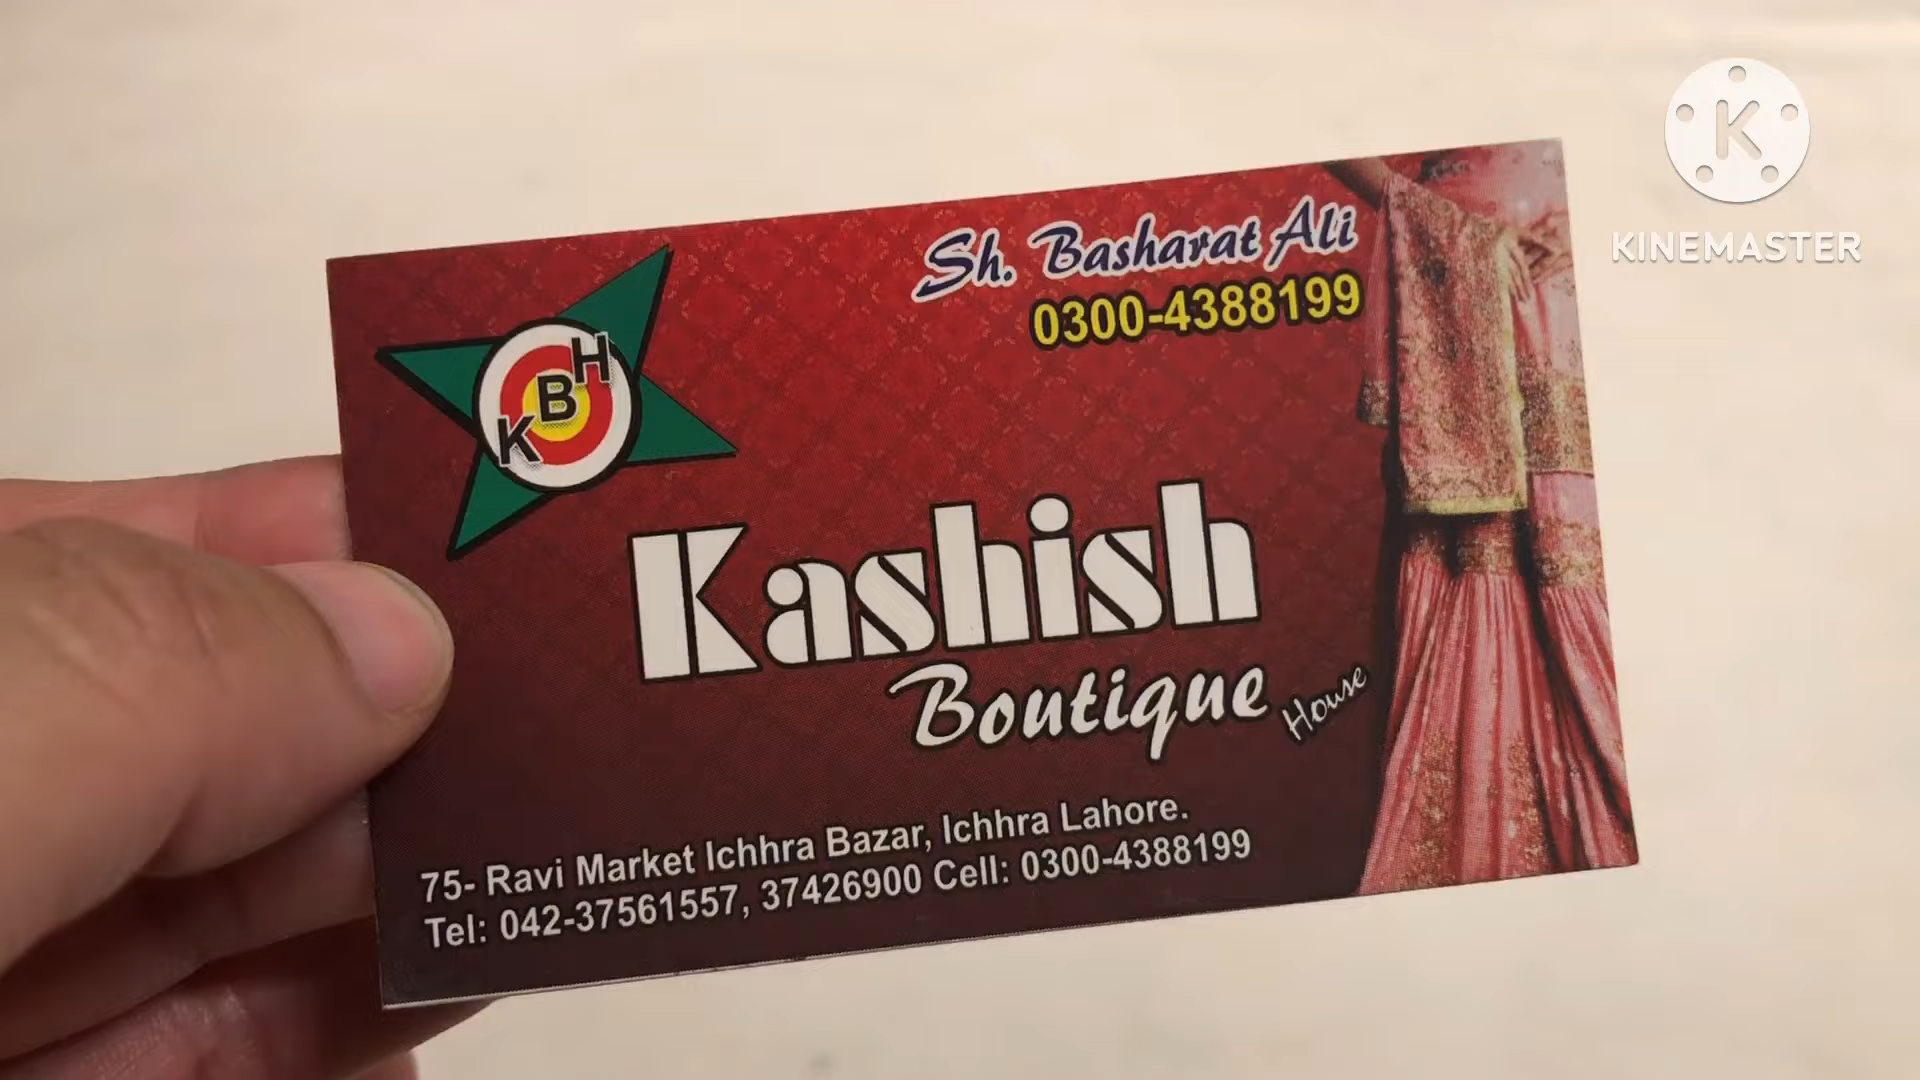 KINEMASTER
K
Sh. Basharat Ali
0300-4388199
KBH
Kashish
Boutique House
75- Ravi Market Ichhra Bazar, Ichhra Lahore.
Tel: 042-37561557, 37426900 Cell: 0300-4388199